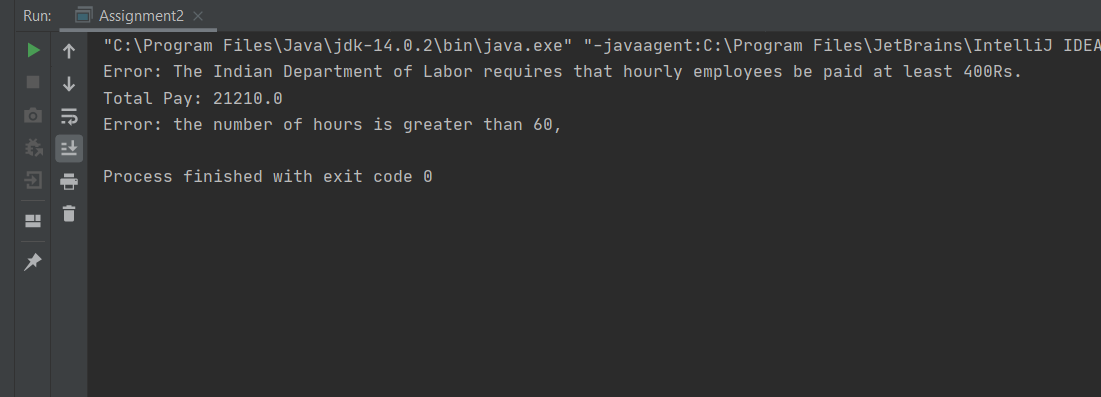 Run: Assignment2
"C:\Program Files\Java\jdk-14.0.2\bin\java.exe" "-javaagent:C:\Program Files\JetBrains\IntelliJ IDEA
Error: The Indian Department of Labor requires that hourly employees be paid at least 400Rs.
Total Pay: 21210.0
Error: the number of hours is greater than 60,
Process finished with exit code 0